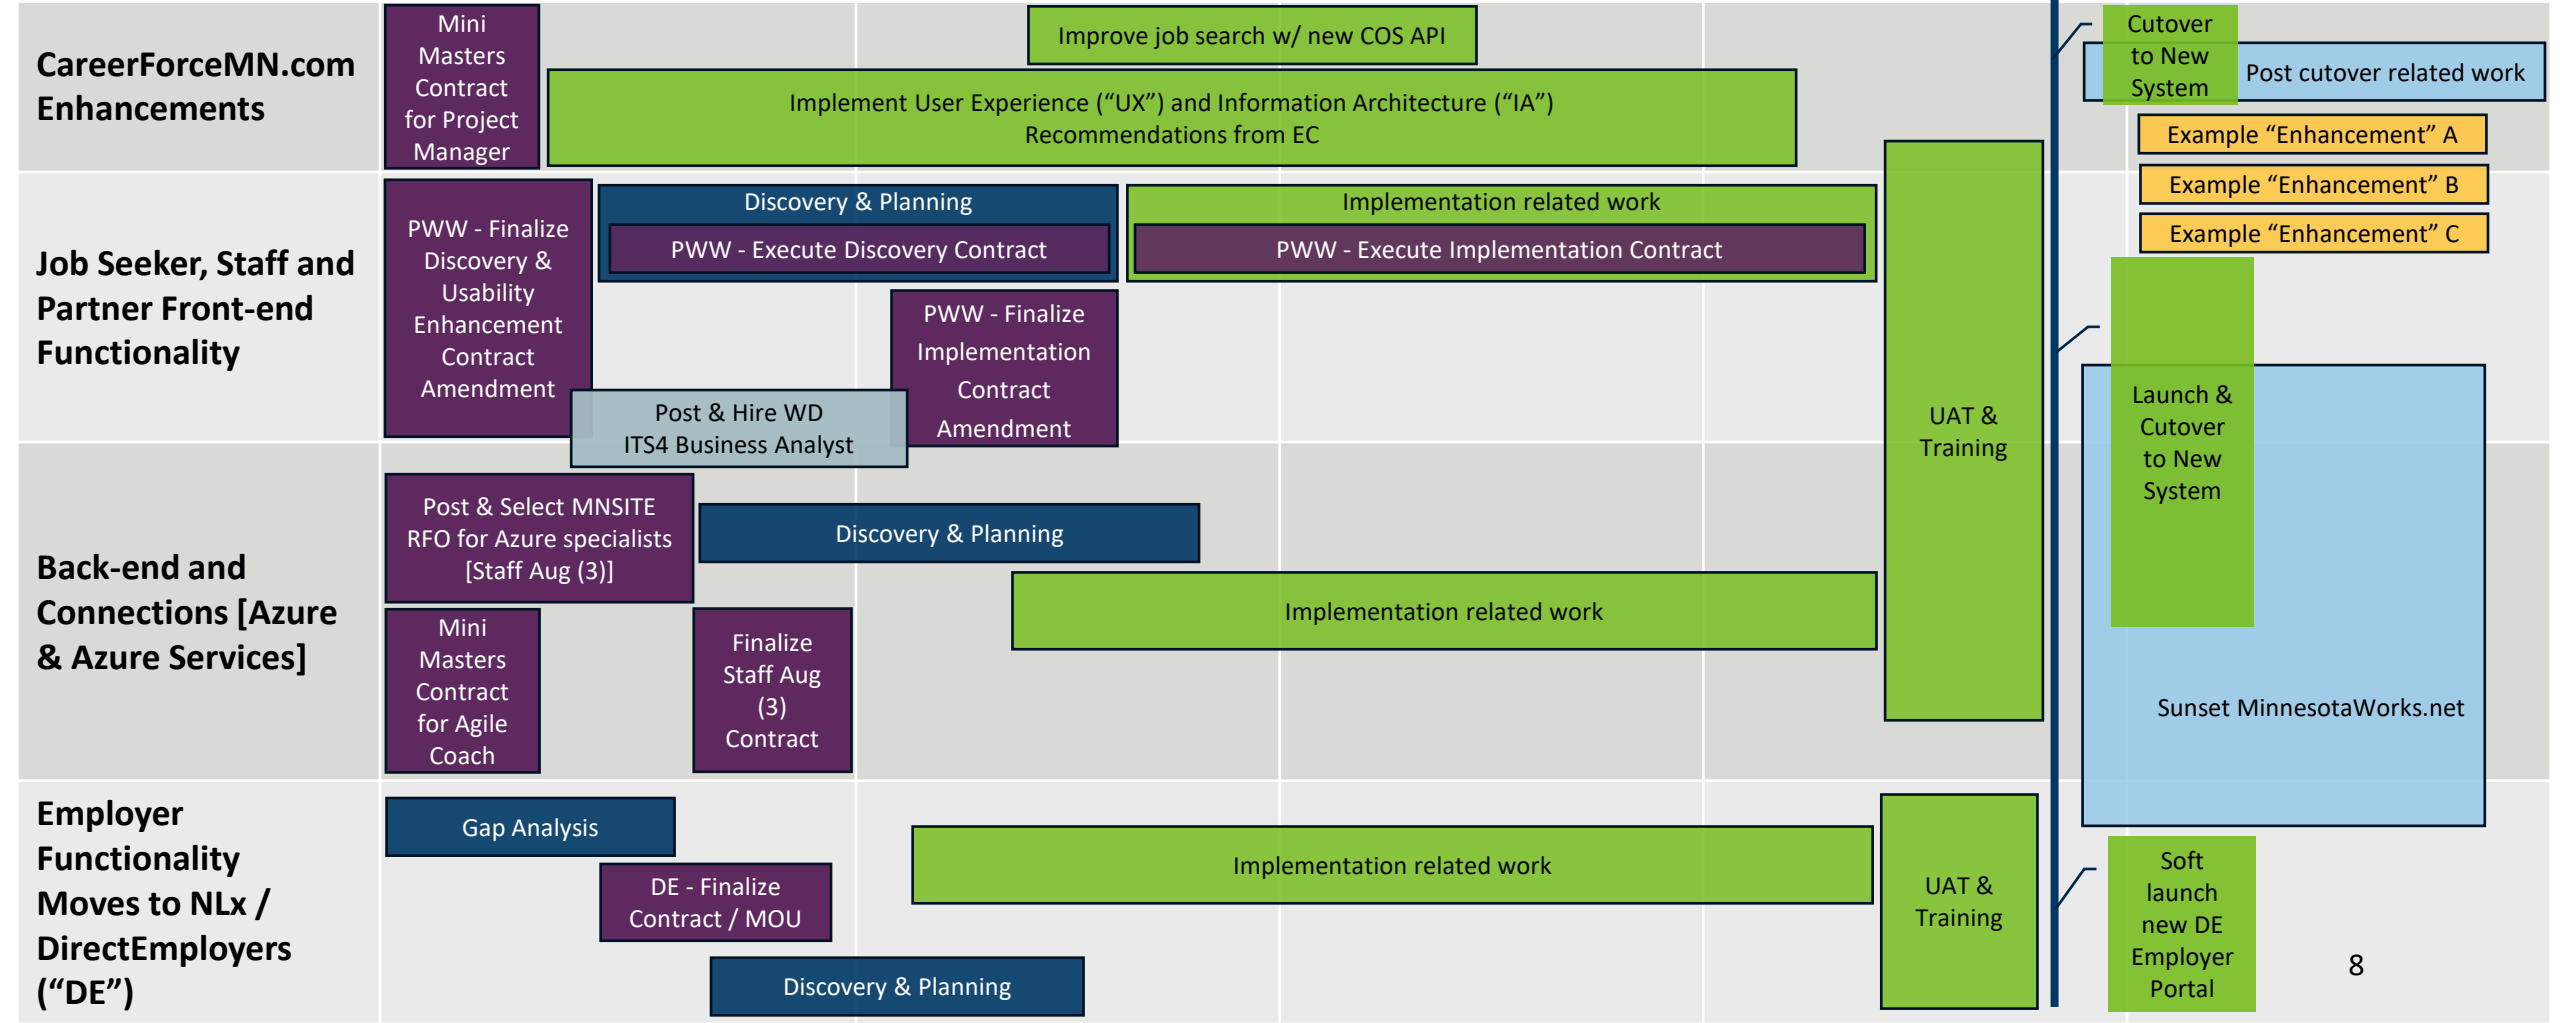 CareerForceMN.com
Enhancements
Mini
Masters
Contract
for Project
Manager
Improve job search w/ new COS API
Implement User Experience (“UX”) and Information Architecture (“IA”)
Recommendations from EC
Cutover
to New
System
Post cutover related work
Example “Enhancement” A
Example “Enhancement” B
Example “Enhancement” C
Job Seeker, Staff and
Partner Front-end
Functionality
PWW - Finalize
Discovery &
Usability
Enhancement
Contract
Amendment
Discovery & Planning
PWW - Execute Discovery Contract
Implementation related work
PWW - Execute Implementation Contract
PWW - Finalize
Implementation
Contract
Amendment
Post & Hire WD
ITS4 Business Analyst
UAT &
Training
Launch &
Cutover
to New
System
Back-end and
Connections [Azure
& Azure Services]
Post & Select MNSITE
RFO for Azure specialists
[Staff Aug (3)]
Discovery & Planning
Implementation related work
Mini
Masters
Contract
for Agile
Coach
Finalize
Staff Aug
(3)
Contract
Sunset MinnesotaWorks.net
Employer
Functionality
Moves to NLx /
DirectEmployers
(“DE”)
Gap Analysis
DE - Finalize
Contract / MOU
Discovery & Planning
Implementation related work
UAT &
Training
Soft
launch
new DE
Employer
Portal
8